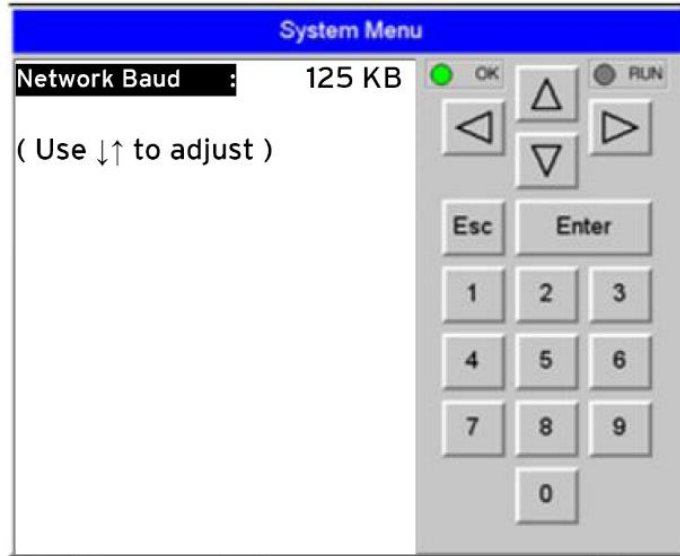 System Menu
Network Baud : 125 KB
( Use ↓↑ to adjust )
OK
RUN
Esc
Enter
1
2
3
4
5
6
7
8
9
0